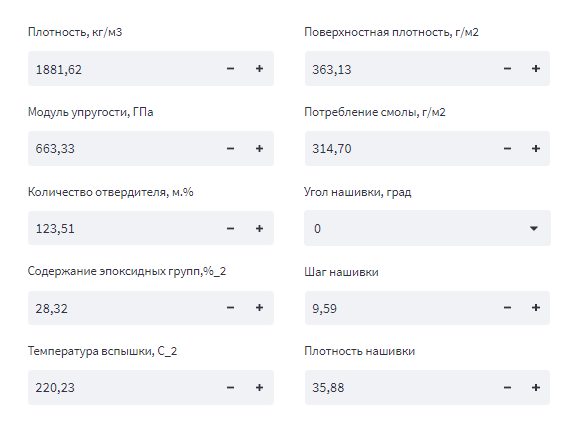 Плотность, кг/м3
1881,62
Поверхностная плотность, г/м2
363,13
Модуль упругости, ГПа
663,33
Потребление смолы, г/м2
314,70
Количество отвердителя, м.%
123,51
Угол нашивки, град
0
Содержание эпоксидных групп,%_2
28,32
Шаг нашивки
9,59
Температура вспышки, С_2
220,23
Плотность нашивки
35,88